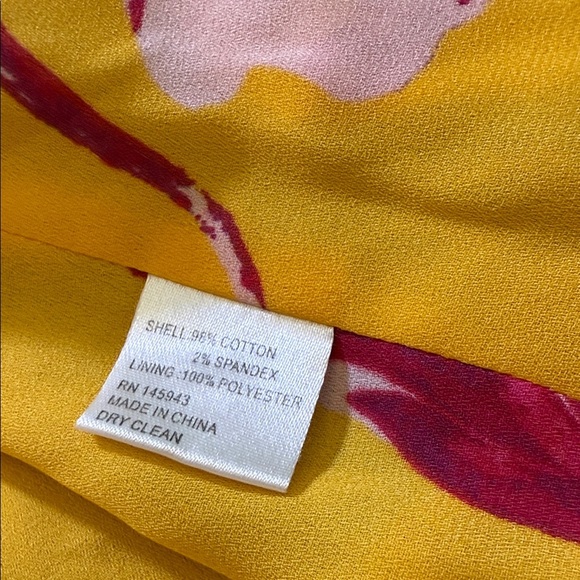 SHELL:98% COTTON
2% SPANDEX
LINING :100% POLYESTER
RN 145943
MADE IN CHINA
DRY CLEAN